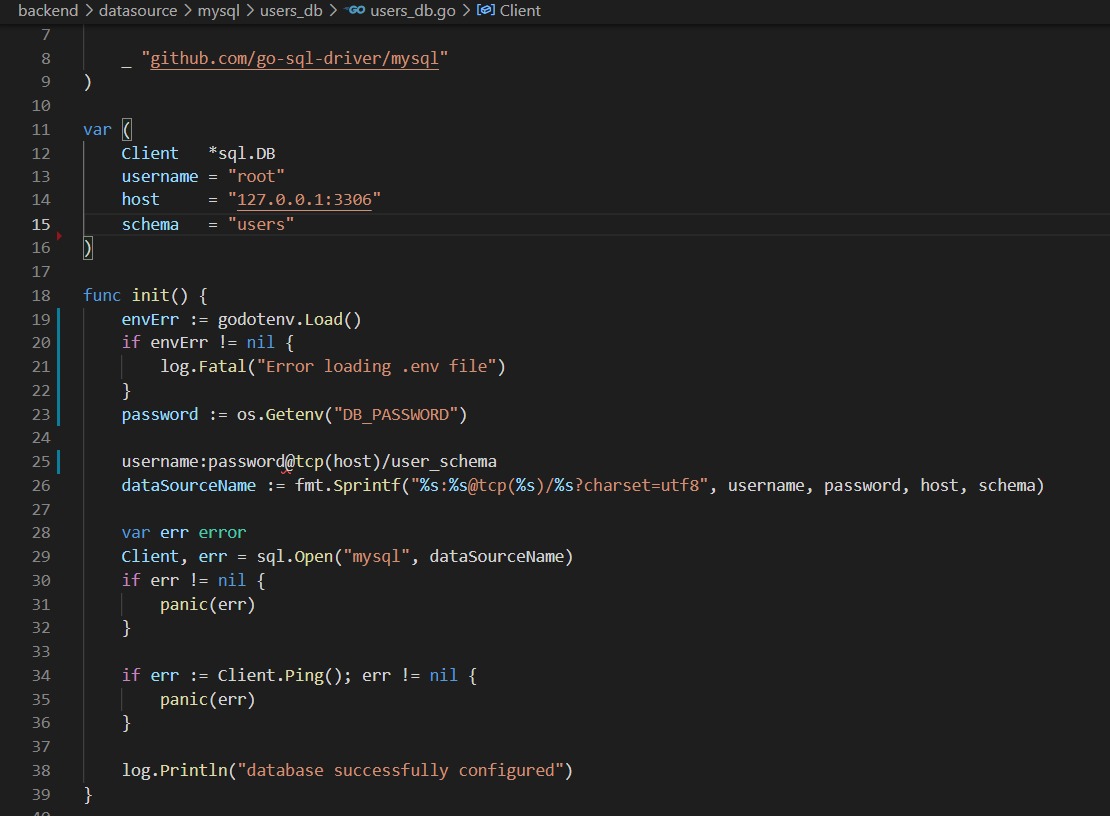 backend > datasource > mysql > users_db > GO users_db.go > Client
7
8 _ "github.com/go-sql-driver/mysql"
9 )
10
11 var (
12 Client *sql.DB
13 username = "root"
14 host = "127.0.0.1:3306"
15 schema = "users"
16 )
17
18 func init() {
19 envErr := godotenv.Load()
20 if envErr != nil {
21 log.Fatal("Error loading .env file")
22 }
23 password := os.Getenv("DB_PASSWORD")
24
25 username:password@tcp(host)/user_schema
26 dataSourceName := fmt.Sprintf("%s:%s@tcp(%s)/%s?charset=utf8", username, password, host, schema)
27
28 var err error
29 Client, err = sql.Open("mysql", dataSourceName)
30 if err != nil {
31 panic(err)
32 }
33
34 if err := Client.Ping(); err != nil {
35 panic(err)
36 }
37
38 log.Println("database successfully configured")
39 }
40